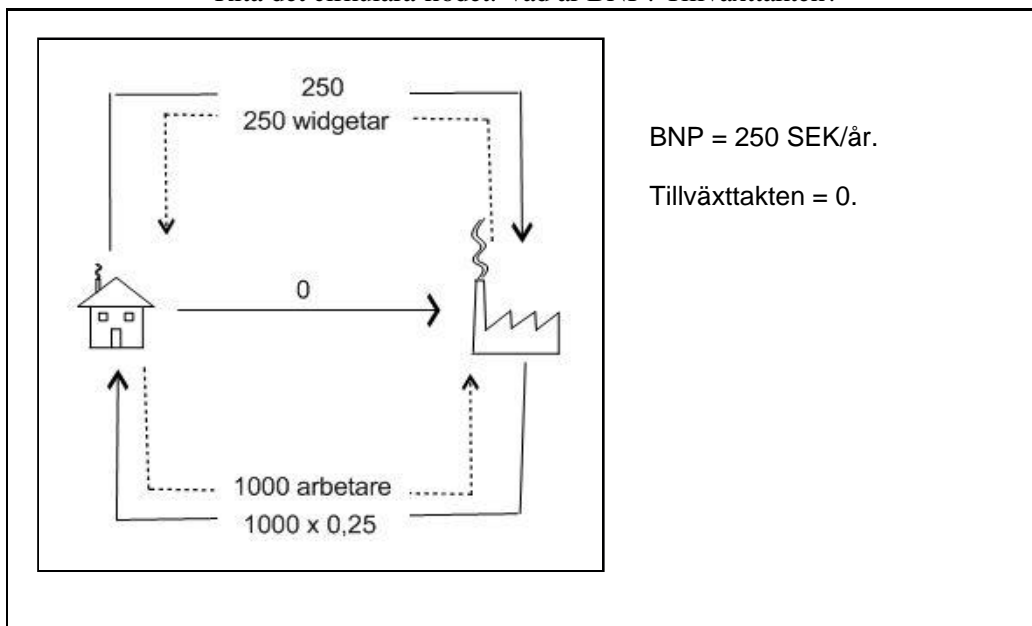 250
250 widgetar
BNP = 250 SEK/år.
Tillväxttakten = 0.
0
1000 arbetare
1000 x 0,25